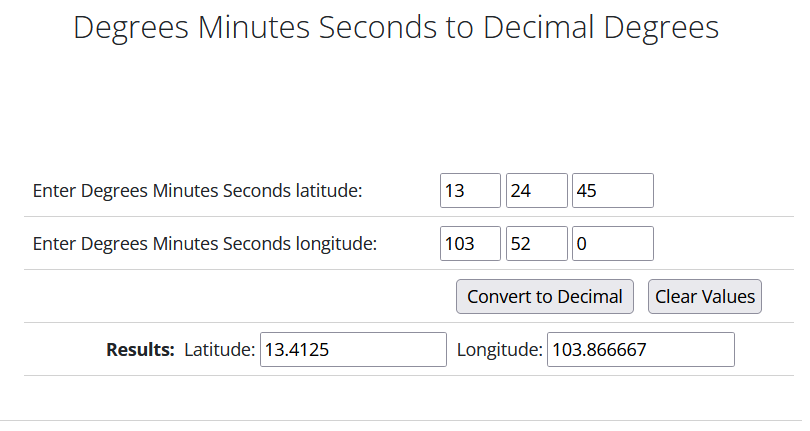 Degrees Minutes Seconds to Decimal Degrees
Enter Degrees Minutes Seconds latitude: 13 24 45
Enter Degrees Minutes Seconds longitude: 103 52 0
Convert to Decimal Clear Values
Results: Latitude: 13.4125 Longitude: 103.866667